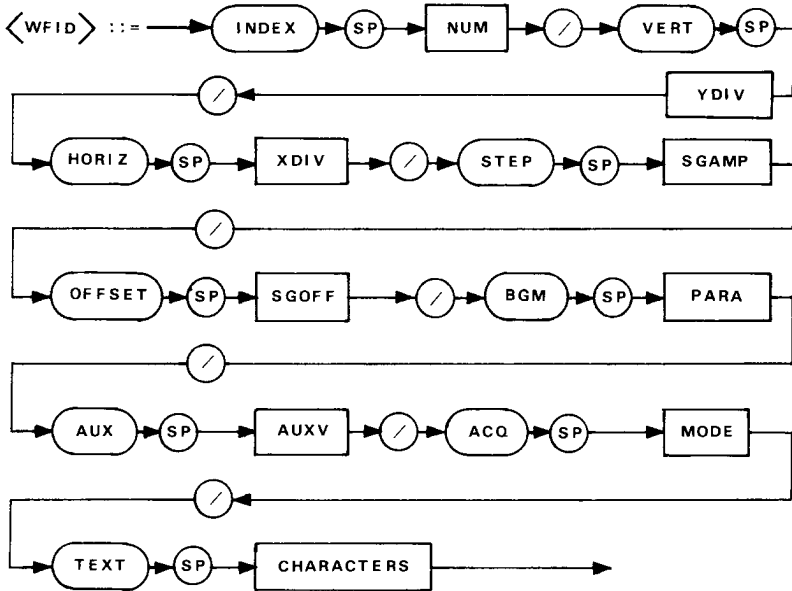 <WFID> ::= INDEX SP NUM / VERT SP
/ YDIV
HORIZ SP XDIV / STEP SP SGAMP
/
OFFSET SP SGOFF / BGM SP PARA
/
AUX SP AUXV / ACQ SP MODE
/
TEXT SP CHARACTERS